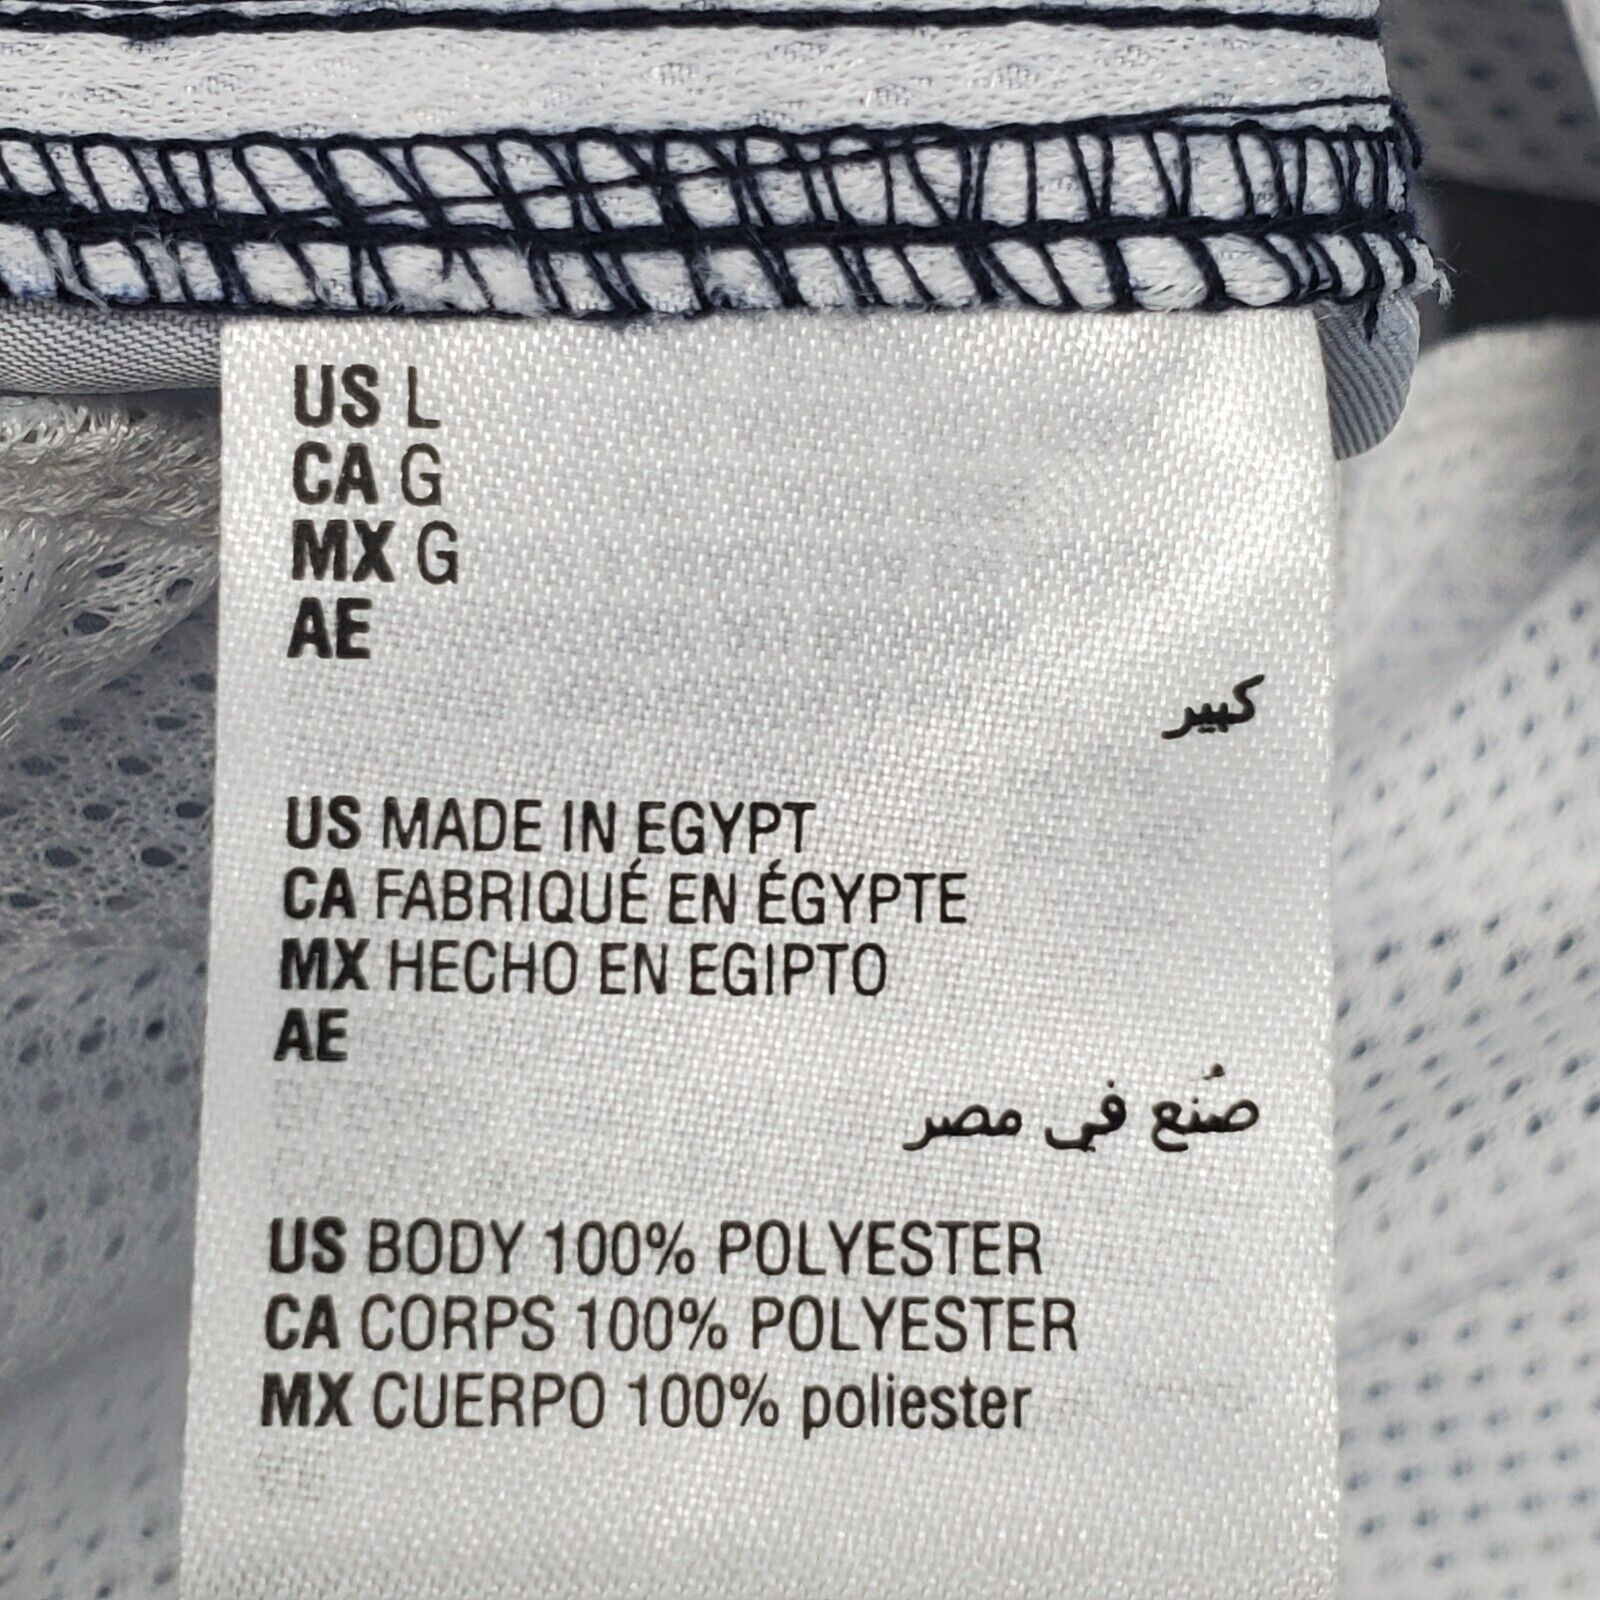 US L
CA G
MX G
AE
كبير
US MADE IN EGYPT
CA FABRIQUÉ EN ÉGYPTE
MX HECHO EN EGIPTO
AE
صُنع في مصر
US BODY 100% POLYESTER
CA CORPS 100% POLYESTER
MX CUERPO 100% poliester